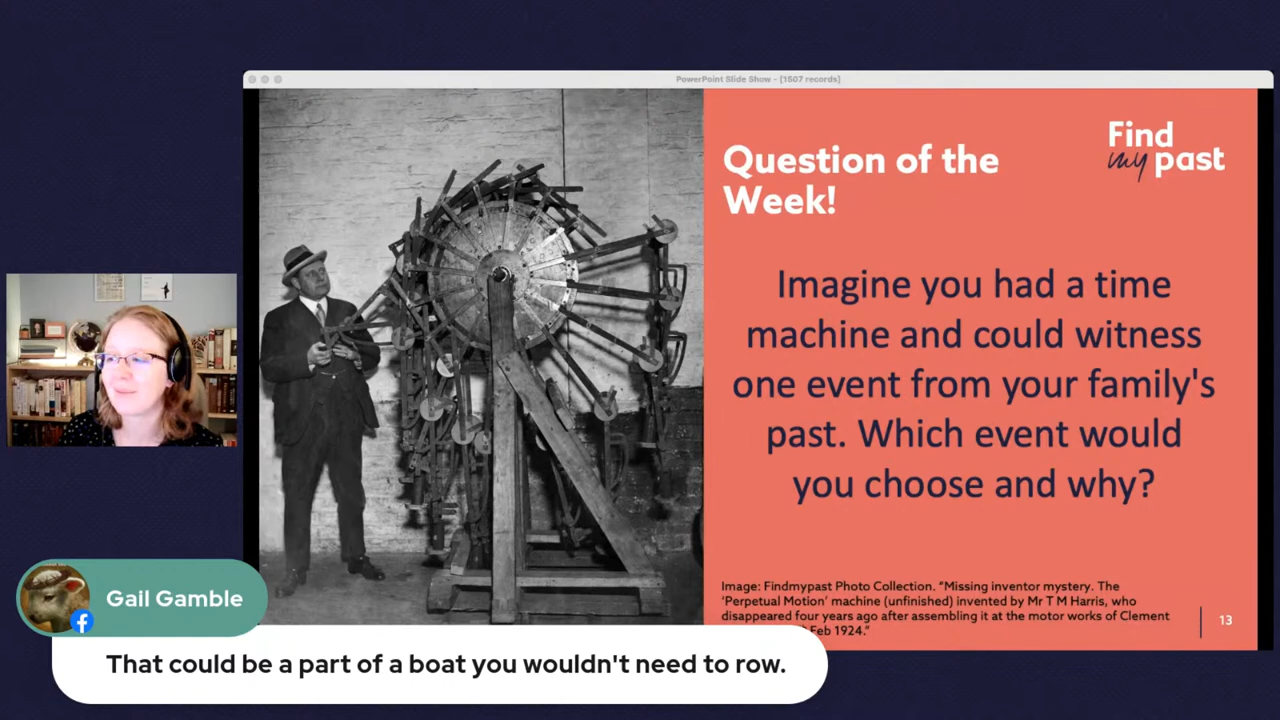 PowerPoint Slide Show - [1507 records]
Find
my past
Question of the
Week!
Imagine you had a time
machine and could witness
one event from your family's
past. Which event would
you choose and why?
Image: Findmypast Photo Collection. "Missing inventor mystery. The
'Perpetual Motion' machine (unfinished) invented by Mr T M Harris, who
disappeared four years ago after assembling it at the motor works of Clement
Feb 1924."
13
Gail Gamble
That could be a part of a boat you wouldn't need to row.